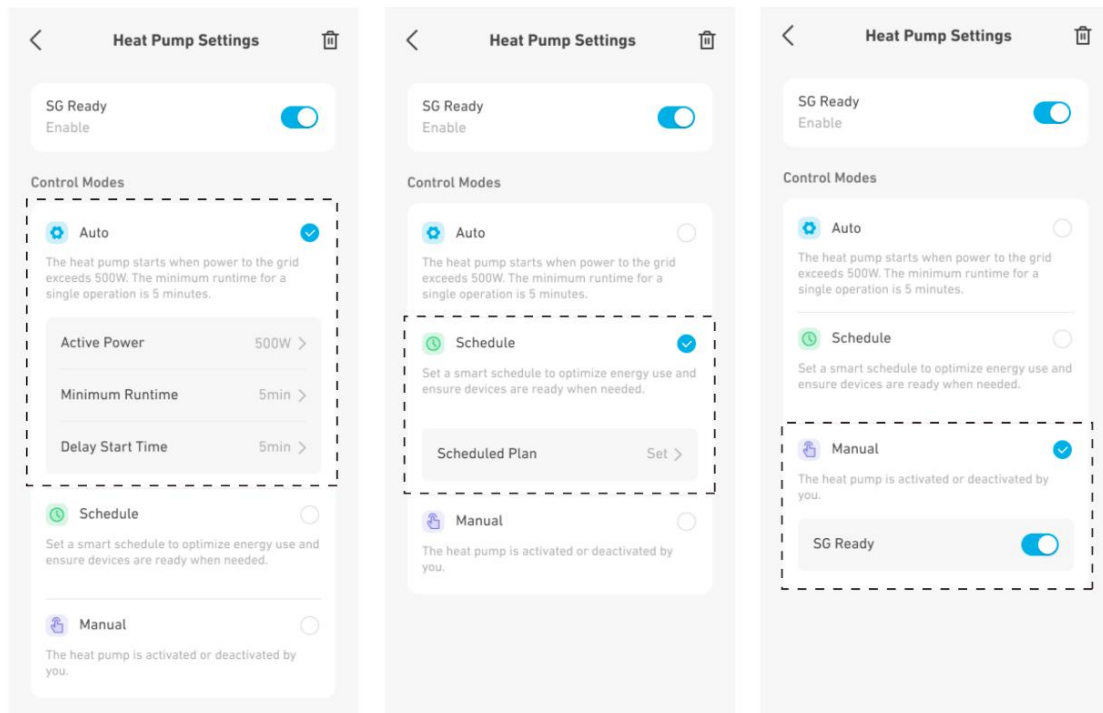 Heat Pump Settings
SG Ready
Enable
Control Modes
Auto
The heat pump starts when power to the grid
exceeds 500W. The minimum runtime for a
single operation is 5 minutes.
Active Power 500W
Minimum Runtime 5min
Delay Start Time 5min
Schedule
Set a smart schedule to optimize energy use and
ensure devices are ready when needed.
Manual
The heat pump is activated or deactivated by
you.
Heat Pump Settings
SG Ready
Enable
Control Modes
Auto
The heat pump starts when power to the grid
exceeds 500W. The minimum runtime for a
single operation is 5 minutes.
Schedule
Set a smart schedule to optimize energy use and
ensure devices are ready when needed.
Scheduled Plan Set
Manual
The heat pump is activated or deactivated by
you.
Heat Pump Settings
SG Ready
Enable
Control Modes
Auto
The heat pump starts when power to the grid
exceeds 500W. The minimum runtime for a
single operation is 5 minutes.
Schedule
Set a smart schedule to optimize energy use and
ensure devices are ready when needed.
Manual
The heat pump is activated or deactivated by
you.
SG Ready